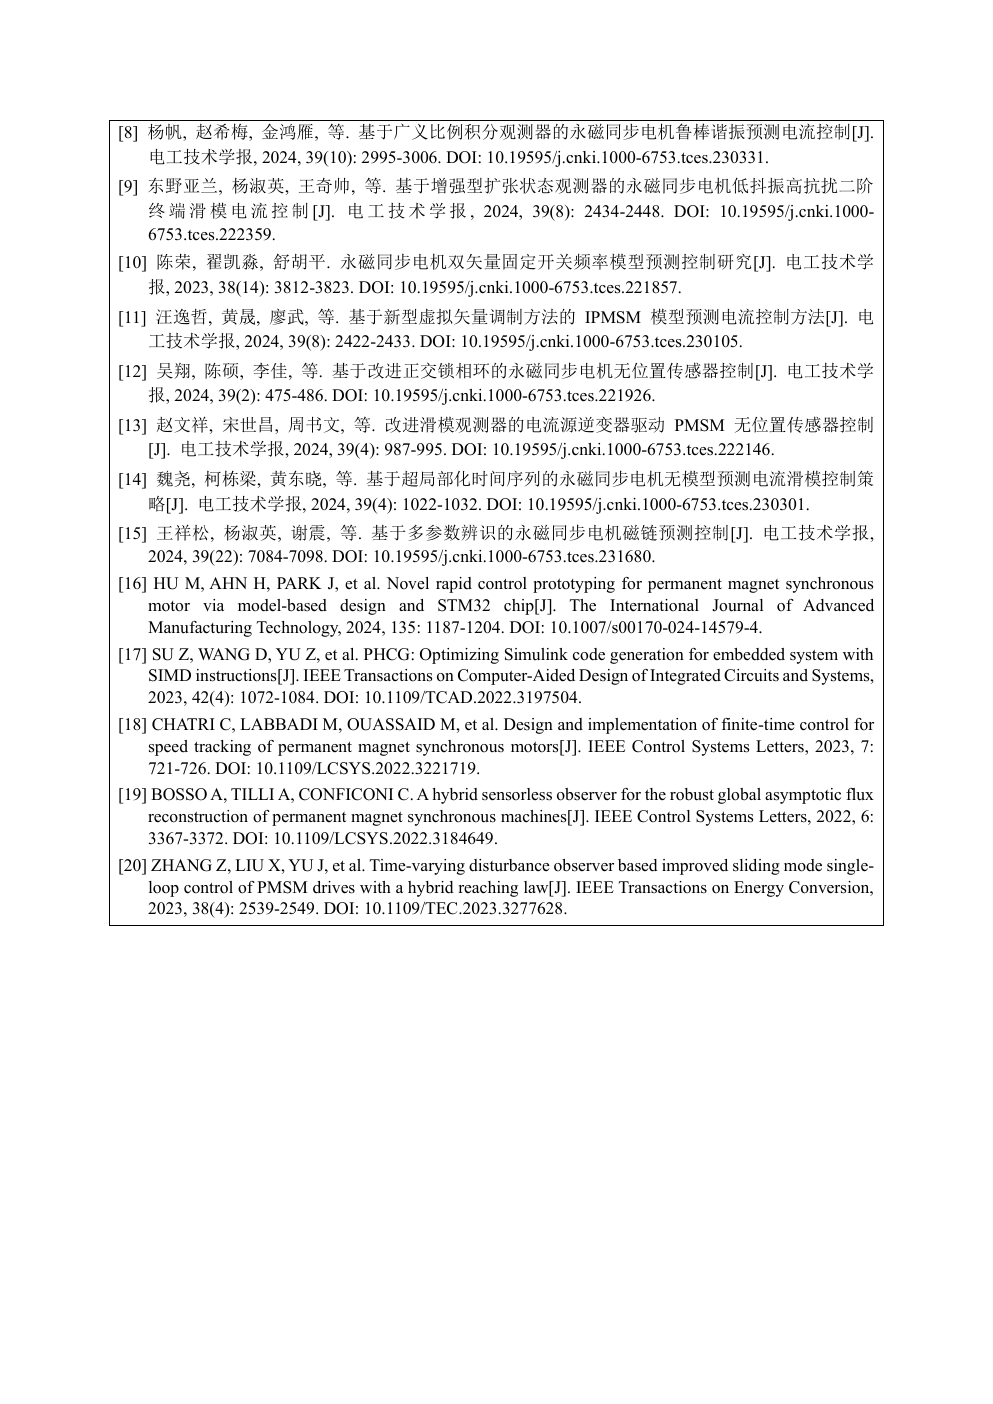 [8] 杨帆, 赵希梅, 金鸿雁, 等. 基于广义比例积分观测器的永磁同步电机鲁棒谐振预测电流控制[J].
电工技术学报, 2024, 39(10): 2995-3006. DOI: 10.19595/j.cnki.1000-6753.tces.230331.
[9] 东野亚兰, 杨淑英, 王奇帅, 等. 基于增强型扩张状态观测器的永磁同步电机低抖振高抗扰二阶
终端滑模电流控制[J]. 电工技术学报, 2024, 39(8): 2434-2448. DOI: 10.19595/j.cnki.1000-
6753.tces.222359.
[10] 陈荣, 翟凯淼, 舒胡平. 永磁同步电机双矢量固定开关频率模型预测控制研究[J]. 电工技术学
报, 2023, 38(14): 3812-3823. DOI: 10.19595/j.cnki.1000-6753.tces.221857.
[11] 汪逸哲, 黄晟, 廖武, 等. 基于新型虚拟矢量调制方法的 IPMSM 模型预测电流控制方法[J]. 电
工技术学报, 2024, 39(8): 2422-2433. DOI: 10.19595/j.cnki.1000-6753.tces.230105.
[12] 吴翔, 陈硕, 李佳, 等. 基于改进正交锁相环的永磁同步电机无位置传感器控制[J]. 电工技术学
报, 2024, 39(2): 475-486. DOI: 10.19595/j.cnki.1000-6753.tces.221926.
[13] 赵文祥, 宋世昌, 周书文, 等. 改进滑模观测器的电流源逆变器驱动 PMSM 无位置传感器控制
[J]. 电工技术学报, 2024, 39(4): 987-995. DOI: 10.19595/j.cnki.1000-6753.tces.222146.
[14] 魏尧, 柯栋梁, 黄东晓, 等. 基于超局部化时间序列的永磁同步电机无模型预测电流滑模控制策
略[J]. 电工技术学报, 2024, 39(4): 1022-1032. DOI: 10.19595/j.cnki.1000-6753.tces.230301.
[15] 王祥松, 杨淑英, 谢震, 等. 基于多参数辨识的永磁同步电机磁链预测控制[J]. 电工技术学报,
2024, 39(22): 7084-7098. DOI: 10.19595/j.cnki.1000-6753.tces.231680.
[16] HU M, AHN H, PARK J, et al. Novel rapid control prototyping for permanent magnet synchronous
motor via model-based design and STM32 chip[J]. The International Journal of Advanced
Manufacturing Technology, 2024, 135: 1187-1204. DOI: 10.1007/s00170-024-14579-4.
[17] SU Z, WANG D, YU Z, et al. PHCG: Optimizing Simulink code generation for embedded system with
SIMD instructions[J]. IEEE Transactions on Computer-Aided Design of Integrated Circuits and Systems,
2023, 42(4): 1072-1084. DOI: 10.1109/TCAD.2022.3197504.
[18] CHATRI C, LABBADI M, OUASSAID M, et al. Design and implementation of finite-time control for
speed tracking of permanent magnet synchronous motors[J]. IEEE Control Systems Letters, 2023, 7:
721-726. DOI: 10.1109/LCSYS.2022.3221719.
[19] BOSSO A, TILLI A, CONFICONI C. A hybrid sensorless observer for the robust global asymptotic flux
reconstruction of permanent magnet synchronous machines[J]. IEEE Control Systems Letters, 2022, 6:
3367-3372. DOI: 10.1109/LCSYS.2022.3184649.
[20] ZHANG Z, LIU X, YU J, et al. Time-varying disturbance observer based improved sliding mode single-
loop control of PMSM drives with a hybrid reaching law[J]. IEEE Transactions on Energy Conversion,
2023, 38(4): 2539-2549. DOI: 10.1109/TEC.2023.3277628.